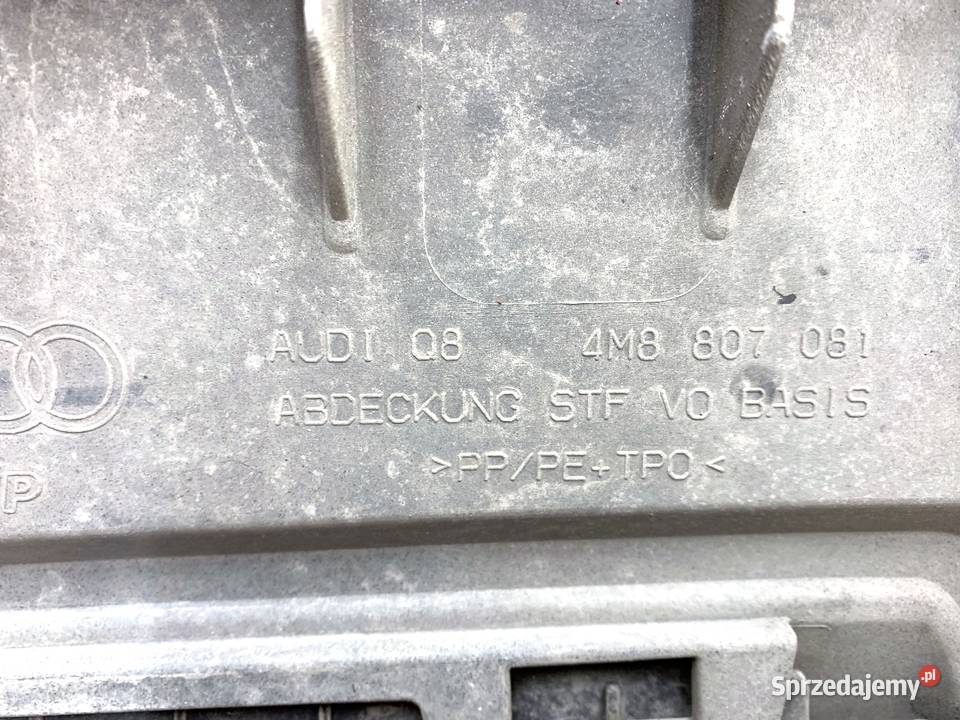 AUDI Q8 4M8 807 081
ABDECKUNG STF VO BASIS
>PP/PE+TPO<
Sprzedajemy.pl